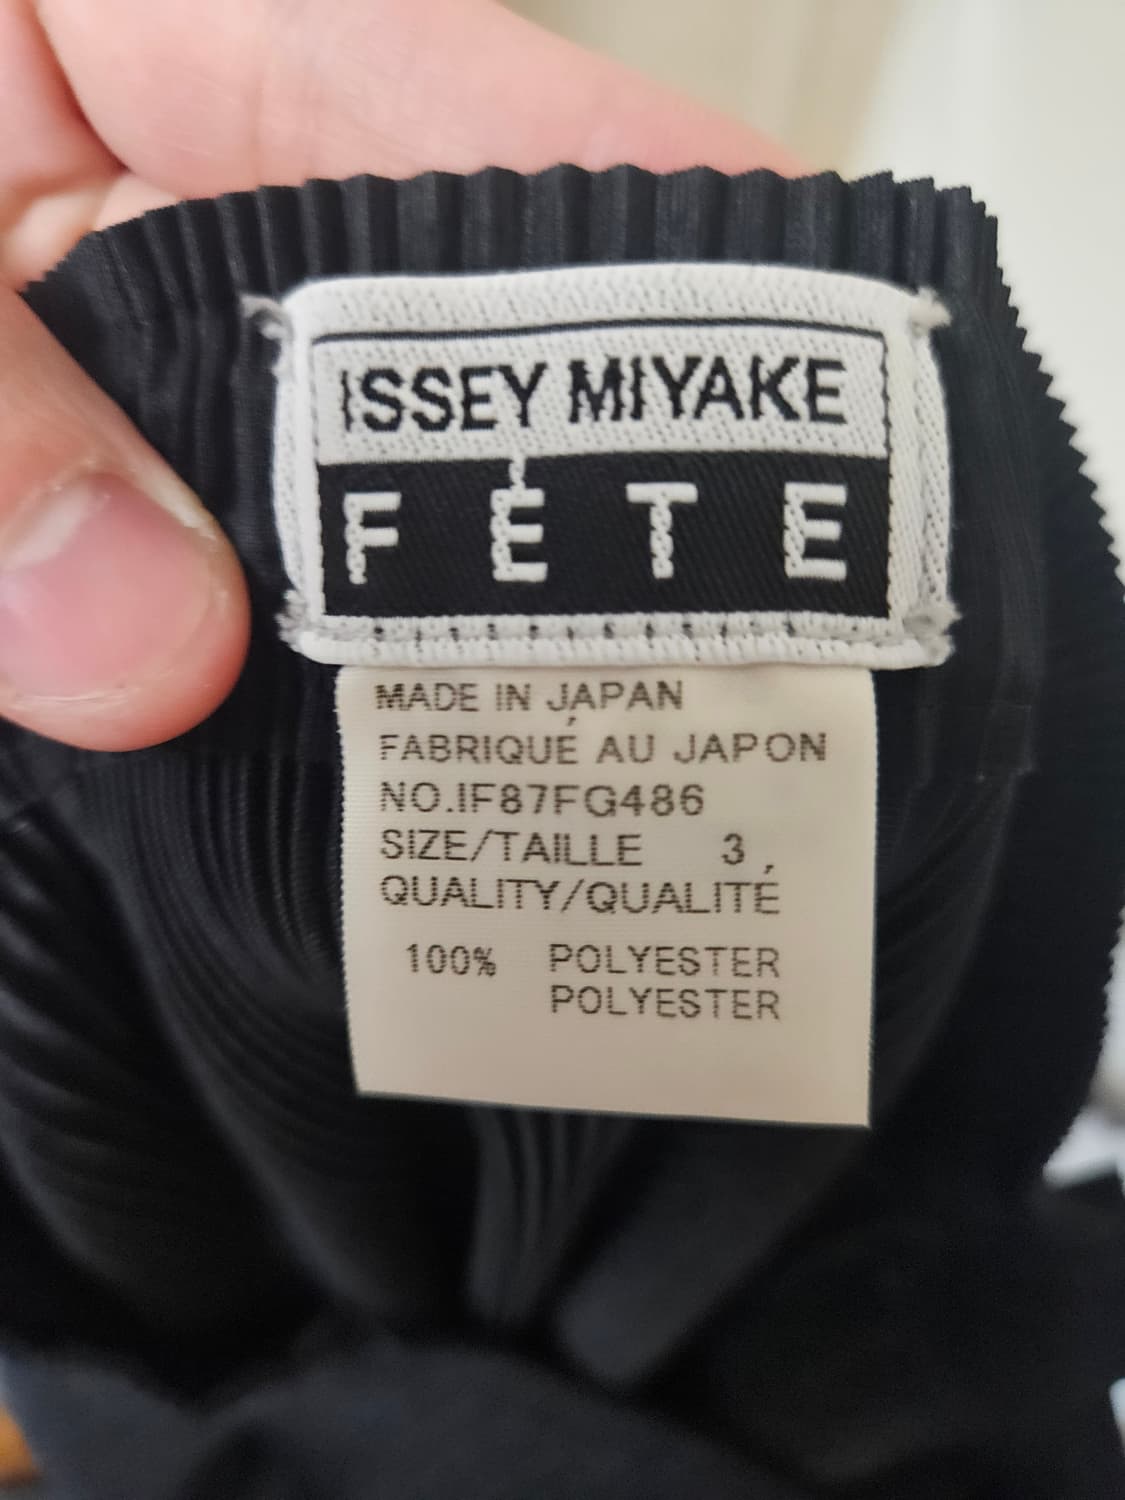 ISSEY MIYAKE
FÊTE
MADE IN JAPAN
FABRIQUÉ AU JAPON
NO.IF87FG486
SIZE/TAILLE 3
QUALITY/QUALITÉ
100% POLYESTER
POLYESTER